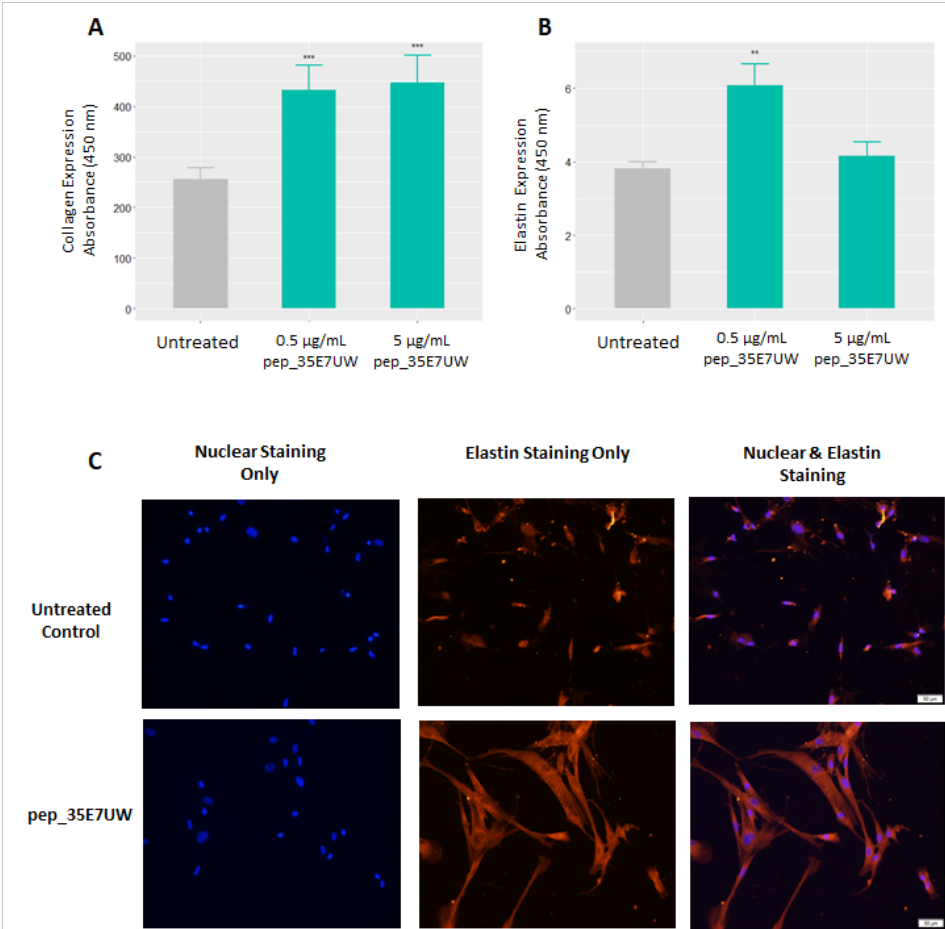 A
Collagen Expression
Absorbance (450 nm)
500
400
300
200
100
0
***
***
Untreated
0.5 µg/mL
pep_35E7UW
5 µg/mL
pep_35E7UW
B
Elastin Expression
Absorbance (450 nm)
6
4
2
0
**
Untreated
0.5 µg/mL
pep_35E7UW
5 µg/mL
pep_35E7UW
C
Nuclear Staining
Only
Elastin Staining Only
Nuclear & Elastin
Staining
Untreated
Control
pep_35E7UW